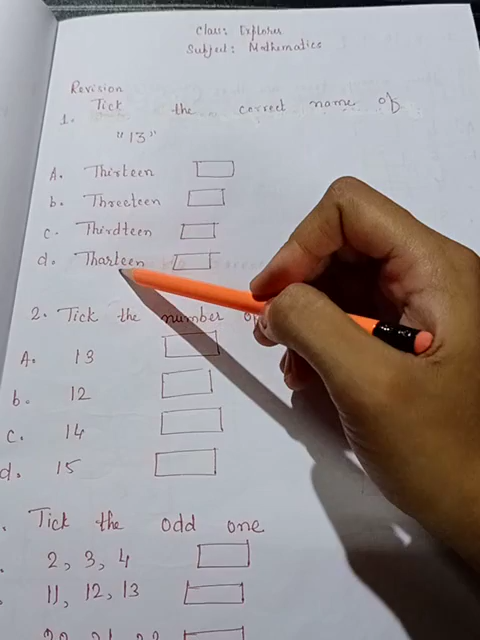 Class: Explorer
Subject: Mathematics
Revision
1. Tick the correct name of
"13"
A. Thirteen
b. Threeteen
c. Thirdteen
d. Tharteen
2. Tick the number
A. 13
b. 12
c. 14
d. 15
Tick the odd one
2, 3, 4
11, 12, 13